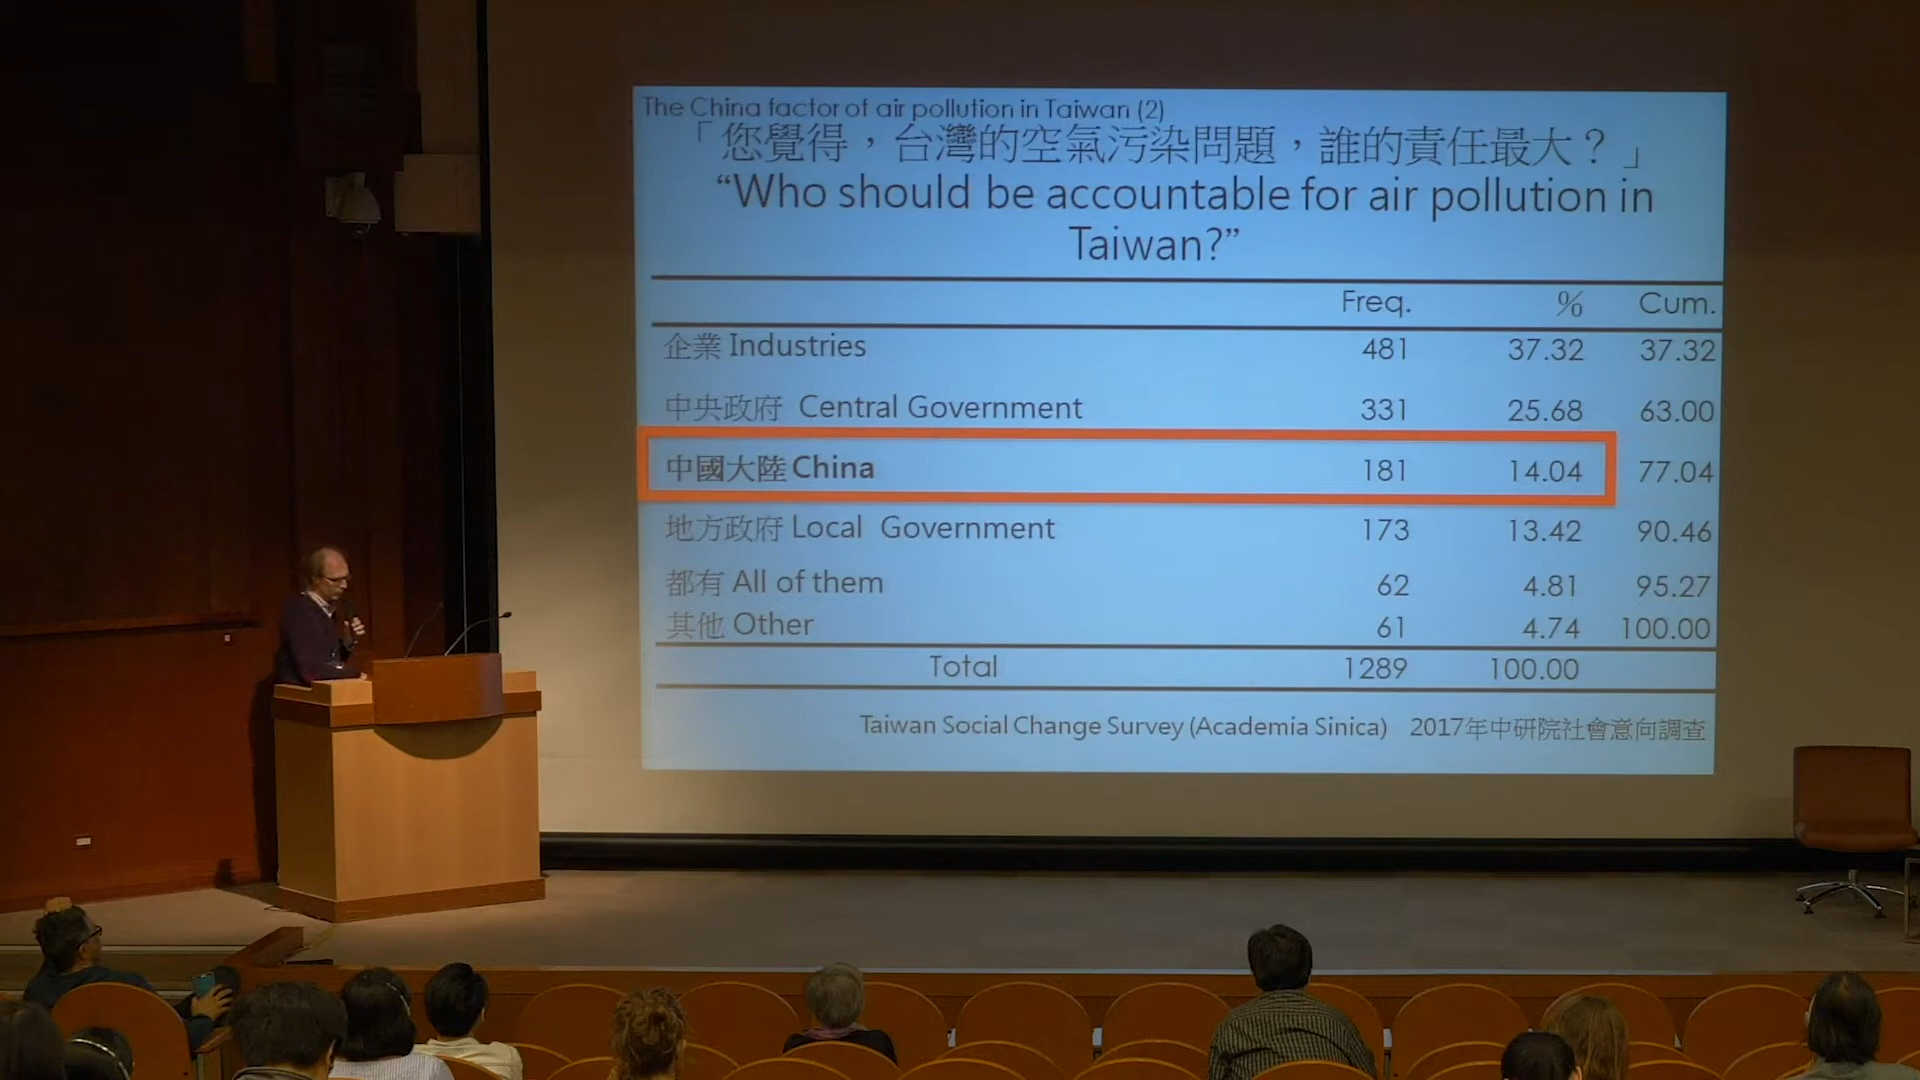 The China factor of air pollution in Taiwan (2)
「您覺得，台灣的空氣污染問題，誰的責任最大？」
“Who should be accountable for air pollution in
Taiwan?”
Freq. % Cum.
企業 Industries 481 37.32 37.32
中央政府 Central Government 331 25.68 63.00
中國大陸 China 181 14.04 77.04
地方政府 Local Government 173 13.42 90.46
都有 All of them 62 4.81 95.27
其他 Other 61 4.74 100.00
Total 1289 100.00
Taiwan Social Change Survey (Academia Sinica) 2017年中研院社會意向調查